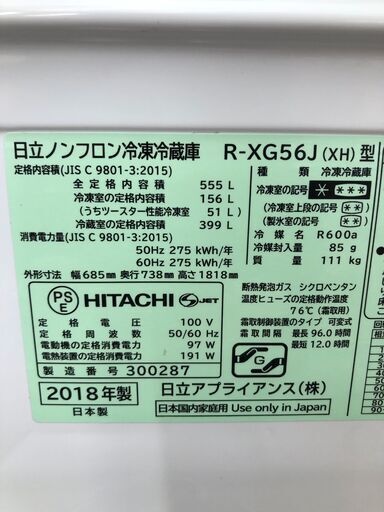 日立ノンフロン冷凍冷蔵庫 R-XG56J (XH) 型
定格内容積(JIS C 9801-3:2015)
全定格内容積 555 L
冷凍室の定格内容積 156 L
(うちツースター性能冷凍室 51 L)
冷蔵室の定格内容積 399 L
消費電力量(JIS C 9801-3:2015)
50Hz 275 kWh/年
60Hz 275 kWh/年
外形寸法 幅685mm 奥行738mm 高さ1818mm
種類 冷凍冷蔵庫
冷凍室の記号 * ***
(冷凍室上段の記号 **)
(製氷室の記号 **)
冷媒名 R600a
冷媒封入量 85 g
質量 111 kg
PS
E
HITACHI S JET
定格電圧 100 V
定格周波数 50/60 Hz
電動機の定格消費電力 97 W
電熱装置の定格消費電力 191 W
製造番号 300287
断熱発泡ガス シクロペンタン
温度ヒューズの定格動作温度
76℃(霜取用)
霜取制御装置のタイプ 可変式
霜取間隔 最長 96.0 時間
最短 12.0 時間
G
2018年製
日本製
日立アプライアンス(株)
日本国内家庭用 Use only in Japan